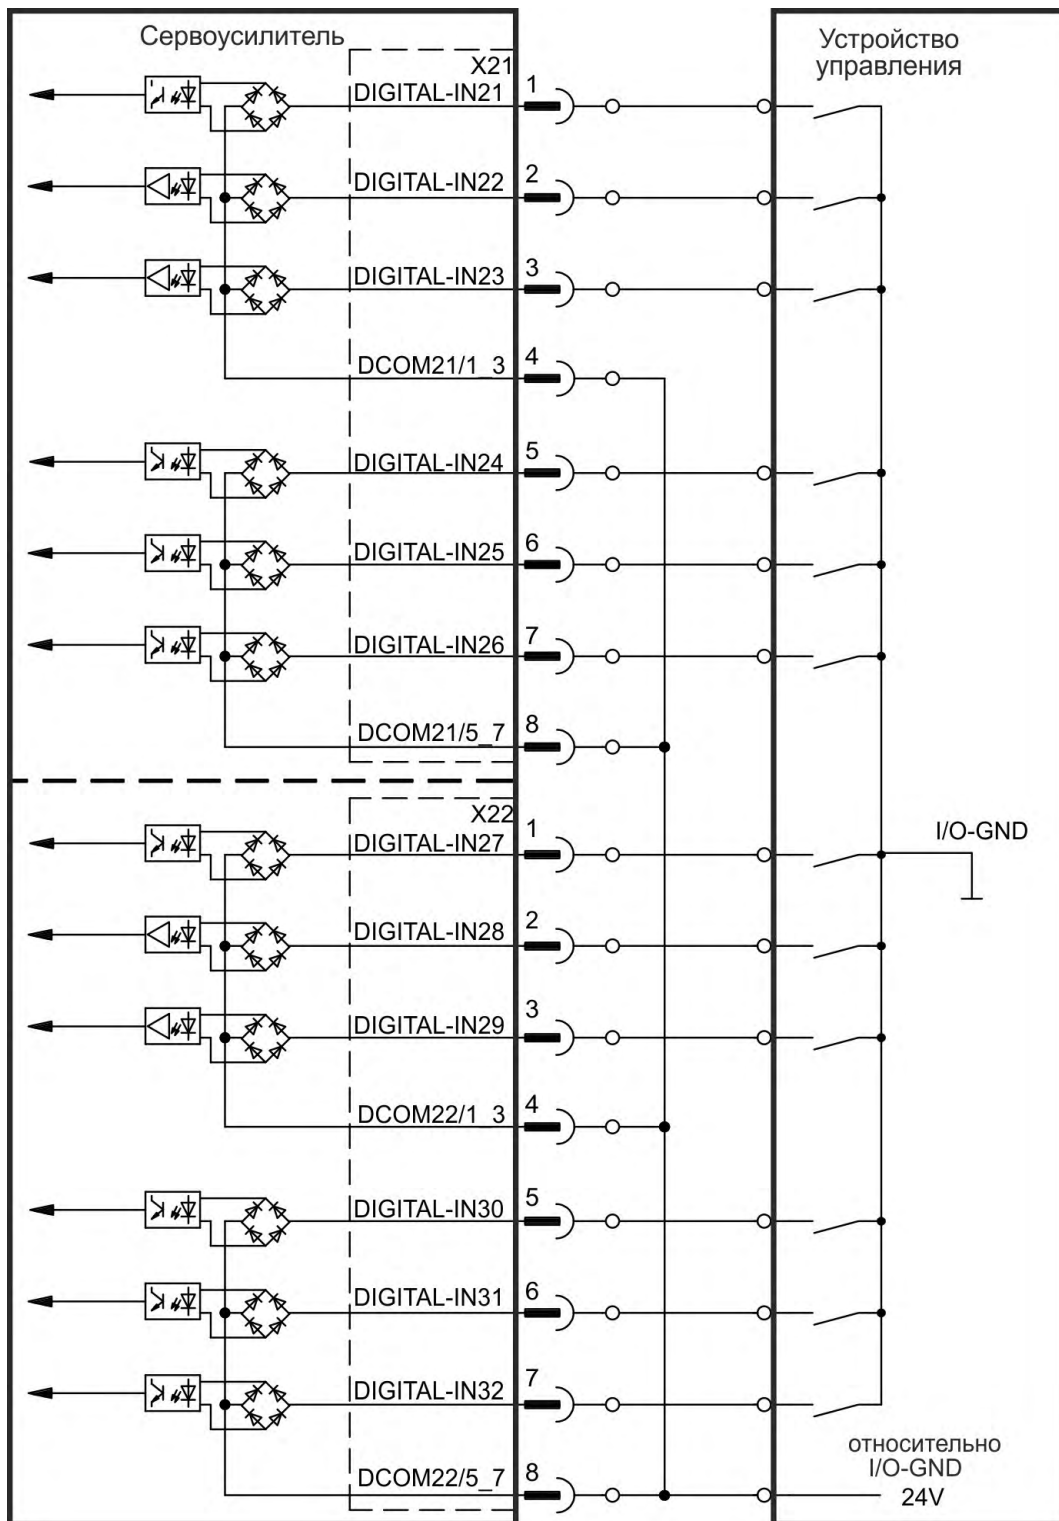 Сервоусилитель
Устройство
управления
X21
DIGITAL-IN21 1
DIGITAL-IN22 2
DIGITAL-IN23 3
DCOM21/1_3 4
DIGITAL-IN24 5
DIGITAL-IN25 6
DIGITAL-IN26 7
DCOM21/5_7 8
X22
DIGITAL-IN27 1
I/O-GND
DIGITAL-IN28 2
DIGITAL-IN29 3
DCOM22/1_3 4
DIGITAL-IN30 5
DIGITAL-IN31 6
DIGITAL-IN32 7
DCOM22/5_7 8
относительно
I/O-GND
24V